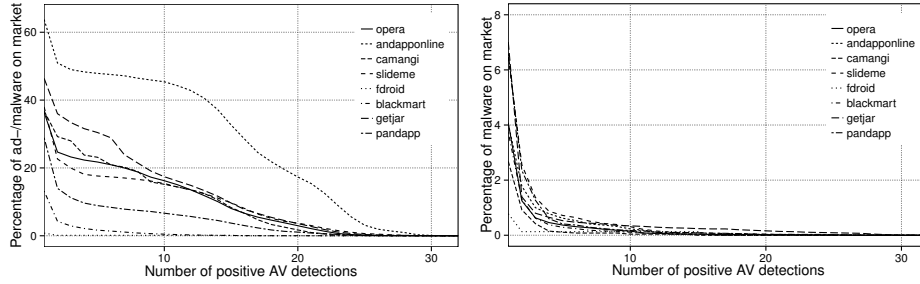 Percentage of ad−/malware on market
60
40
20
0
10
20
30
Number of positive AV detections
opera
andapponline
camangi
slideme
fdroid
blackmart
getjar
pandapp
Percentage of malware on market
8
6
4
2
0
10
20
30
Number of positive AV detections
opera
andapponline
camangi
slideme
fdroid
blackmart
getjar
pandapp